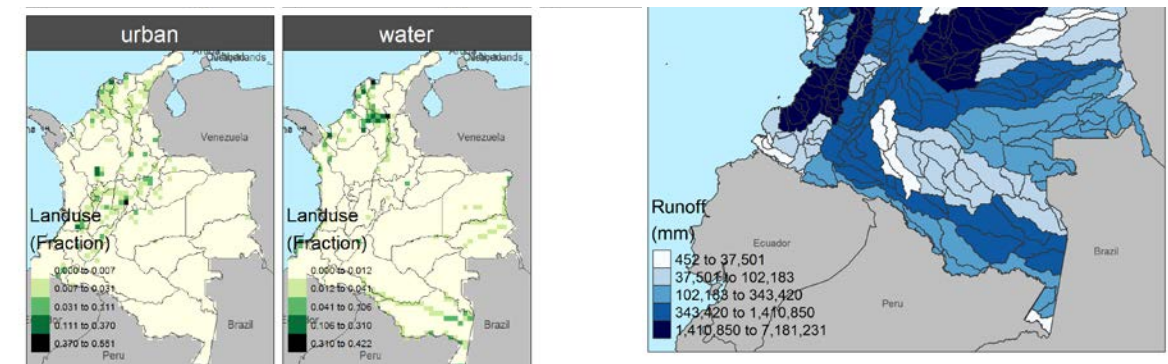 urban
Venezuela
Landuse
(Fraction)
0.000 to 0.007
0.007 to 0.031
0.031 to 0.111
0.111 to 0.370
0.370 to 0.551
Brazil
Peru
water
Venezuela
Landuse
(Fraction)
0.000 to 0.012
0.012 to 0.041
0.041 to 0.106
0.106 to 0.310
0.310 to 0.422
Brazil
Peru
Runoff
(mm)
452 to 37,501
37,501 to 102,183
102,183 to 343,420
343,420 to 1,410,850
1,410,850 to 7,181,231
Ecuador
Peru
Brazil